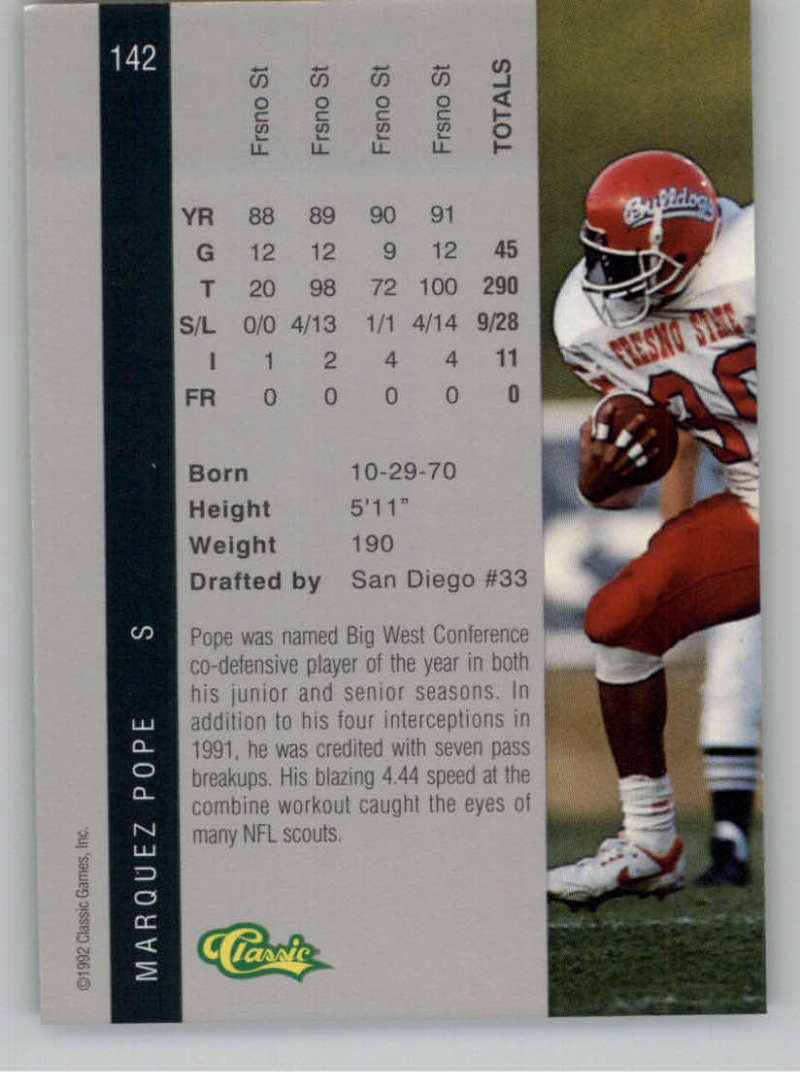 142
Frsno St Frsno St Frsno St Frsno St TOTALS
YR 88 89 90 91
G 12 12 9 12 45
T 20 98 72 100 290
S/L 0/0 4/13 1/1 4/14 9/28
I 1 2 4 4 11
FR 0 0 0 0 0
Born 10-29-70
Height 5'11"
Weight 190
Drafted by San Diego #33
Pope was named Big West Conference
co-defensive player of the year in both
his junior and senior seasons. In
addition to his four interceptions in
1991, he was credited with seven pass
breakups. His blazing 4.44 speed at the
combine workout caught the eyes of
many NFL scouts.
Classic
MARQUEZ POPE S
©1992 Classic Games, Inc.
Bulldogs
FRESNO STATE